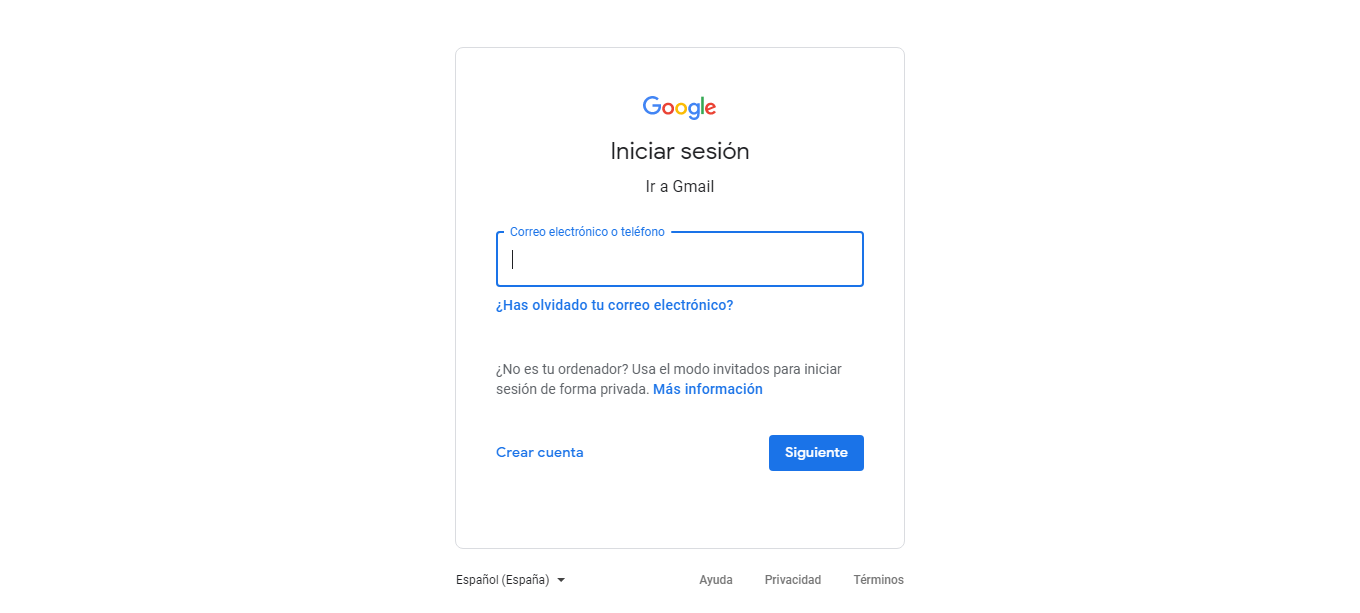 Google
Iniciar sesión
Ir a Gmail
Correo electrónico o teléfono
¿Has olvidado tu correo electrónico?
¿No es tu ordenador? Usa el modo invitados para iniciar
sesión de forma privada. Más información
Crear cuenta
Siguiente
Español (España)
Ayuda
Privacidad
Términos